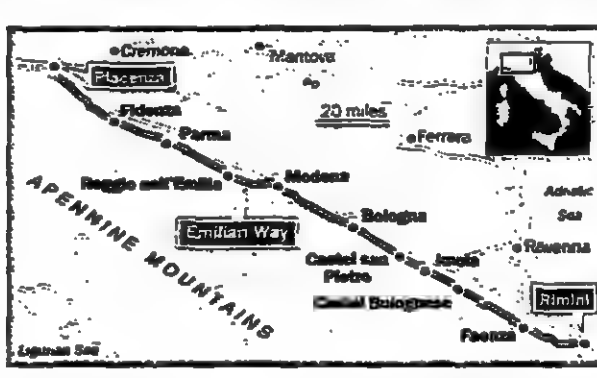 Cremona
Mantova
Piacenza
Po
Fidenza
20 miles
Parma
Ferrara
Reggio nell'Emilia
Modena
Adriatic
Sea
APENNINE MOUNTAINS
Bologna
Emilian Way
Ravenna
Castel san
Pietro
Imola
Castel Bolognese
Rimini
Faenza
Ligurian Sea